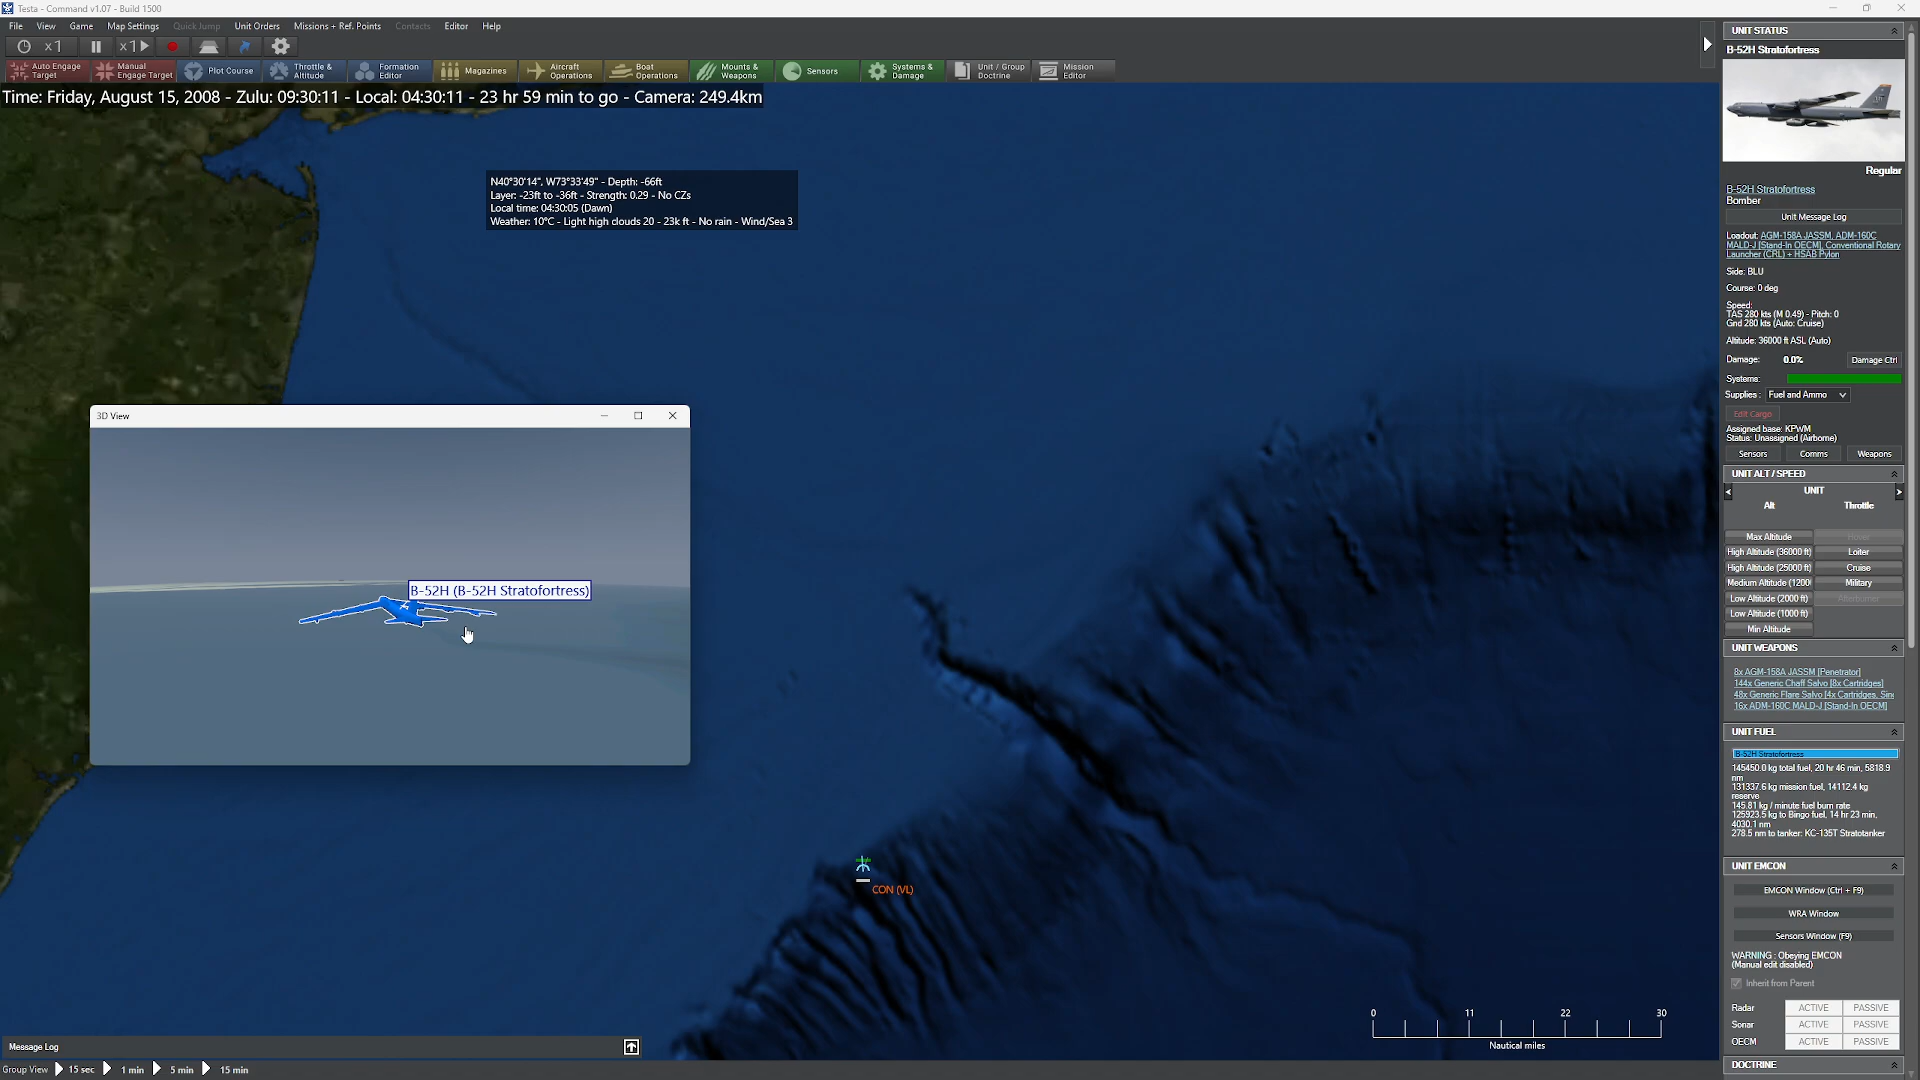 Testa - Command v1.07 - Build 1500
File View Game Map Settings Quick Jump Unit Orders Missions + Ref. Points Contacts Editor Help
x1 x1
Auto Engage Target
Manual Engage Target
Plot Course
Throttle & Altitude
Formation Editor
Magazines
Aircraft Operations
Boat Operations
Mounts & Weapons
Sensors
Systems & Damage
Unit / Group Doctrine
Mission Editor
Time: Friday, August 15, 2008 - Zulu: 09:30:11 - Local: 04:30:11 - 23 hr 59 min to go - Camera: 249.4km
N40°30'14", W73°33'49" - Depth: -66ft
Layer: -23ft to -36ft - Strength: 0.29 - No CZs
Local time: 04:30:05 (Dawn)
Weather: 10°C - Light high clouds 20 - 23k ft - No rain - Wind/Sea 3
3D View
B-52H (B-52H Stratofortress)
CON (VL)
0 11 22 30
Nautical miles
Message Log
Group View 15 sec 1 min 5 min 15 min
UNIT STATUS
B-52H Stratofortress
Regular
B-52H Stratofortress
Bomber
Unit Message Log
Loadout: AGM-158A JASSM, ADM-160C
MALD-J [Stand-In OECM], Conventional Rotary
Launcher (CRL) + HSAB Pylon
Side: BLU
Course: 0 deg
Speed:
TAS 280 kts (M 0.49) - Pitch: 0
Gnd 280 kts (Auto: Cruise)
Altitude: 36000 ft ASL (Auto)
Damage: 0.0% Damage Ctrl
Systems:
Supplies : Fuel and Ammo
Edit Cargo
Assigned base: KPWM
Status: Unassigned (Airborne)
Sensors Comms Weapons
UNIT ALT / SPEED
UNIT
Alt Throttle
Max Altitude Hover
High Altitude (36000 ft) Loiter
High Altitude (25000 ft) Cruise
Medium Altitude (1200 Military
Low Altitude (2000 ft) Afterburner
Low Altitude (1000 ft)
Min Altitude
UNIT WEAPONS
8x AGM-158A JASSM [Penetrator]
144x Generic Chaff Salvo [8x Cartridges]
48x Generic Flare Salvo [4x Cartridges, Sin
16x ADM-160C MALD-J [Stand-In OECM]
UNIT FUEL
B-52H Stratofortress
145450.0 kg total fuel, 20 hr 46 min, 5818.9
nm
131337.6 kg mission fuel, 14112.4 kg
reserve
145.81 kg / minute fuel burn rate
125923.5 kg to Bingo fuel, 14 hr 23 min,
4030.1 nm
278.5 nm to tanker: KC-135T Stratotanker
UNIT EMCON
EMCON Window (Ctrl + F9)
WRA Window
Sensors Window (F9)
WARNING : Obeying EMCON
(Manual edit disabled)
Inherit from Parent
Radar ACTIVE PASSIVE
Sonar ACTIVE PASSIVE
OECM ACTIVE PASSIVE
DOCTRINE